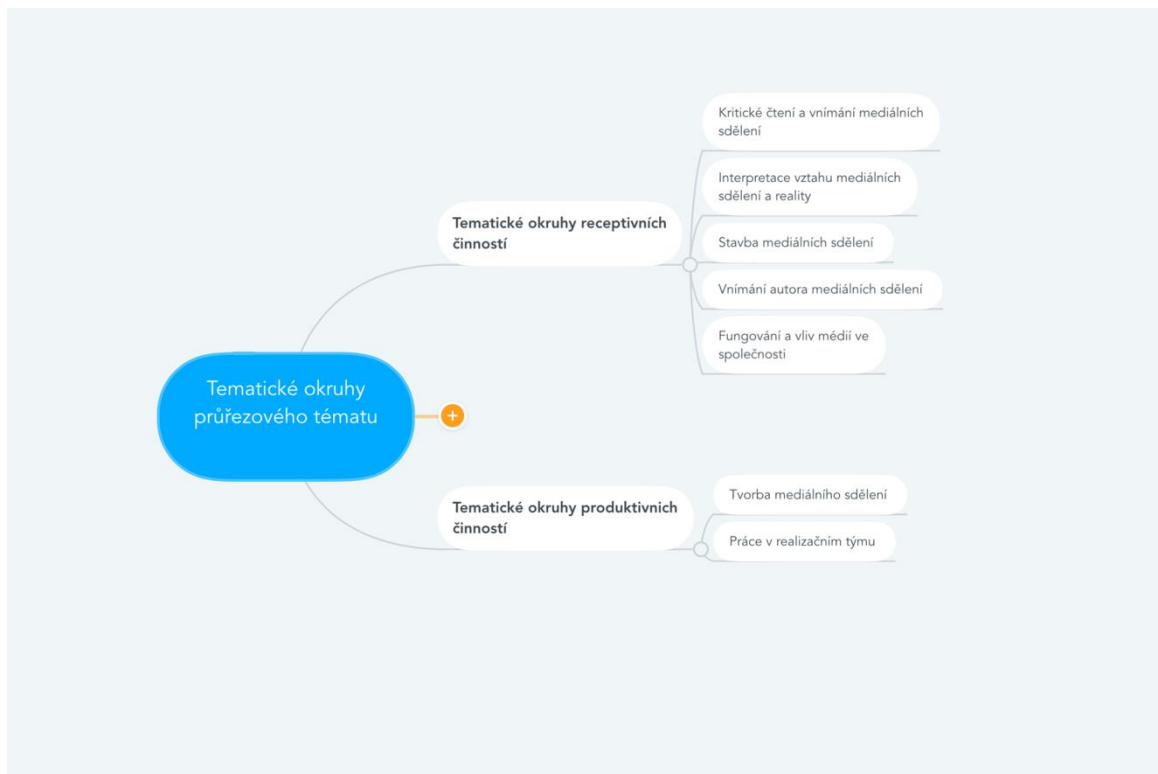 Tematické okruhy
průřezového tématu
Tematické okruhy receptivních
činností
Kritické čtení a vnímání mediálních
sdělení
Interpretace vztahu mediálních
sdělení a reality
Stavba mediálních sdělení
Vnímání autora mediálních sdělení
Fungování a vliv médií ve
společnosti
Tematické okruhy produktivnich
činností
Tvorba mediálního sdělení
Práce v realizačním týmu